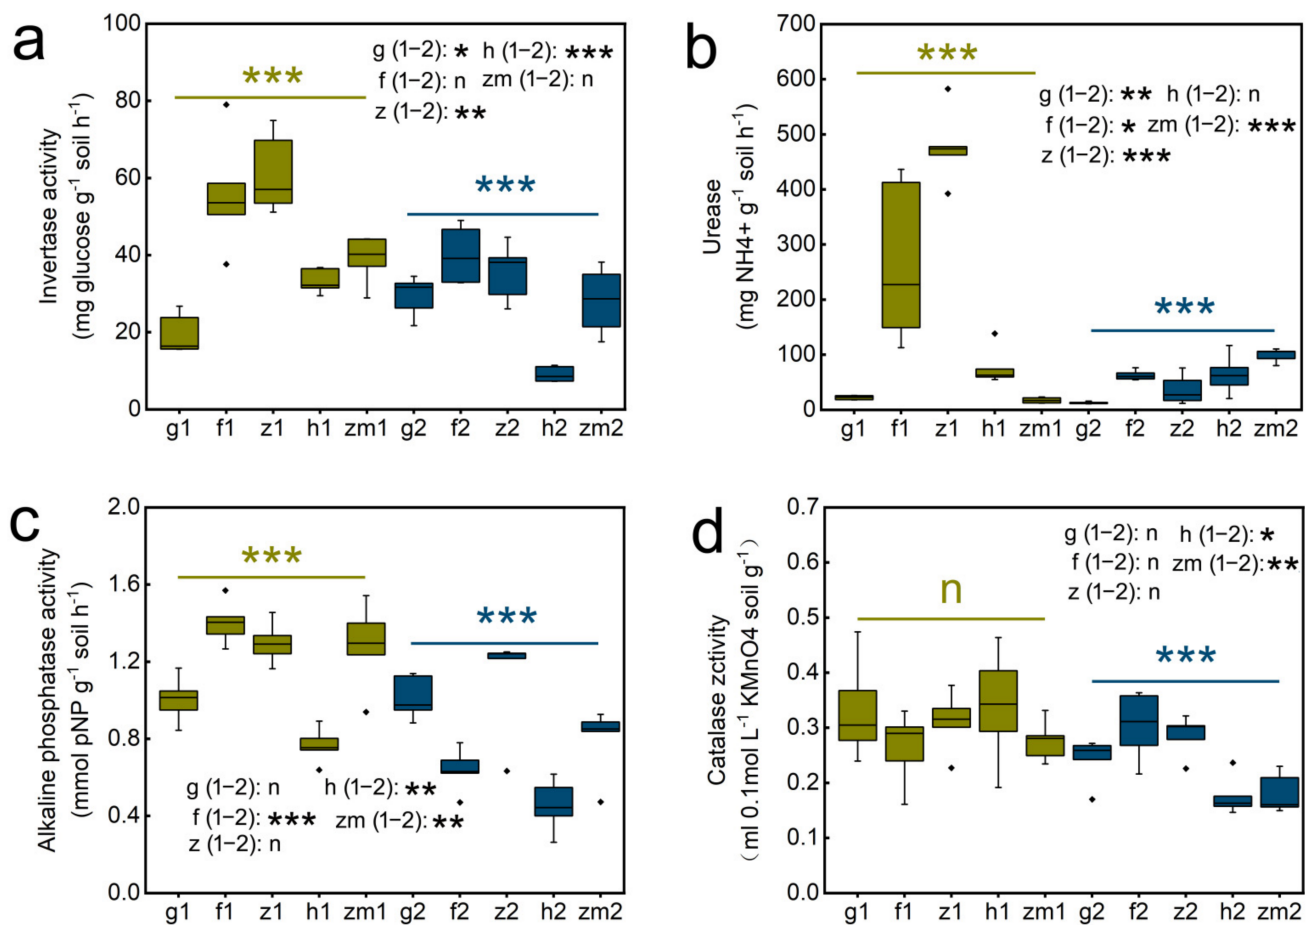 a
Invertase activity
(mg glucose g⁻¹ soil h⁻¹)
100
80
60
40
20
0
g (1−2): * h (1−2): ***
f (1−2): n zm (1−2): n
z (1−2): **
***
***
g1 f1 z1 h1 zm1 g2 f2 z2 h2 zm2
b
Urease
(mg NH4+ g⁻¹ soil h⁻¹)
700
600
500
400
300
200
100
0
***
g (1−2): ** h (1−2): n
f (1−2): * zm (1−2): ***
z (1−2): ***
***
g1 f1 z1 h1 zm1 g2 f2 z2 h2 zm2
c
Alkaline phosphatase activity
(mmol pNP g⁻¹ soil h⁻¹)
2.0
1.6
1.2
0.8
0.4
0.0
***
***
g (1−2): n h (1−2): **
f (1−2): *** zm (1−2): **
z (1−2): n
g1 f1 z1 h1 zm1 g2 f2 z2 h2 zm2
d
Catalase zctivity
（ml 0.1mol L⁻¹ KMnO4 soil g⁻¹）
0.7
0.6
0.5
0.4
0.3
0.2
0.1
0.0
g (1−2): n h (1−2): *
f (1−2): n zm (1−2): **
z (1−2): n
n
***
g1 f1 z1 h1 zm1 g2 f2 z2 h2 zm2